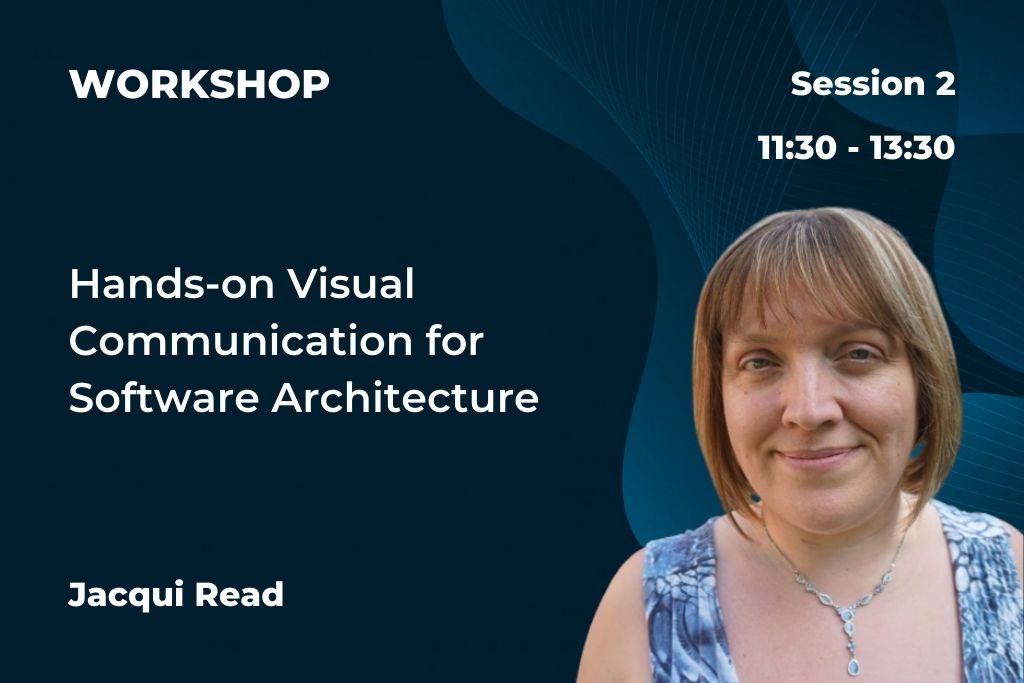 WORKSHOP
Session 2
11:30 - 13:30
Hands-on Visual
Communication for
Software Architecture
Jacqui Read